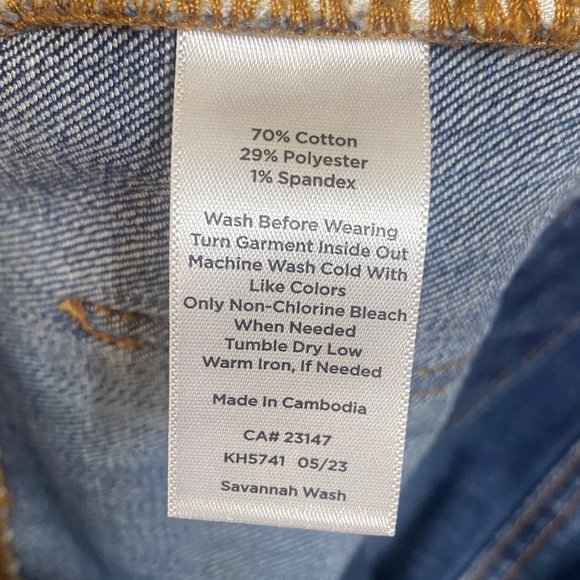 70% Cotton
29% Polyester
1% Spandex
Wash Before Wearing
Turn Garment Inside Out
Machine Wash Cold With
Like Colors
Only Non-Chlorine Bleach
When Needed
Tumble Dry Low
Warm Iron, If Needed
Made In Cambodia
CA# 23147
KH5741 05/23
Savannah Wash